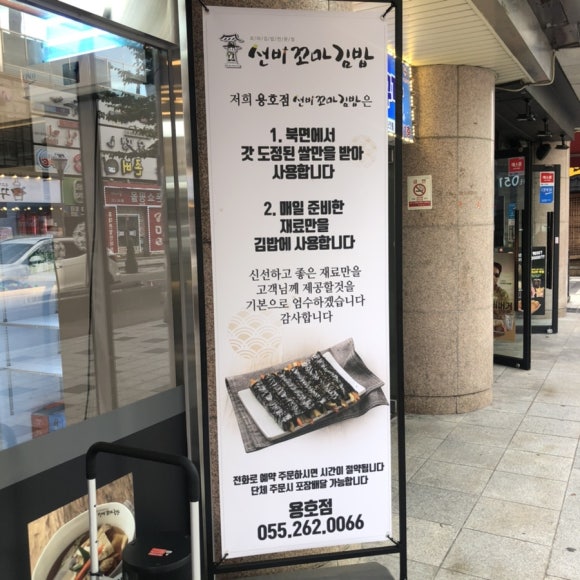 선비꼬마김밥
저희 용호점 선비꼬마김밥은
1. 북면에서
갓 도정된 쌀만을 받아
사용합니다
2. 매일 준비한
재료만을
김밥에 사용합니다
신선하고 좋은 재료만을
고객님께 제공할것을
기본으로 엄수하겠습니다
감사합니다
전화로 예약 주문하시면 시간이 절약됩니다
단체 주문시 포장배달 가능합니다
용호점
055.262.0066